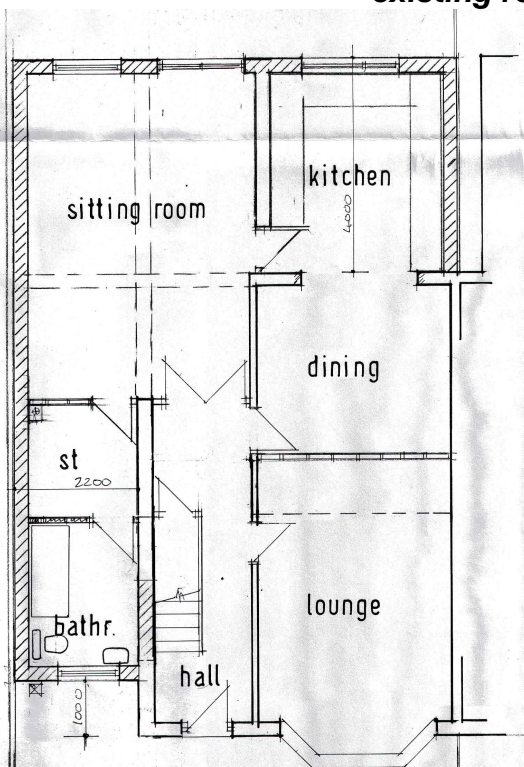 existing
kitchen
sitting room
4000
dining
st
2200
bathr.
lounge
hall
1000